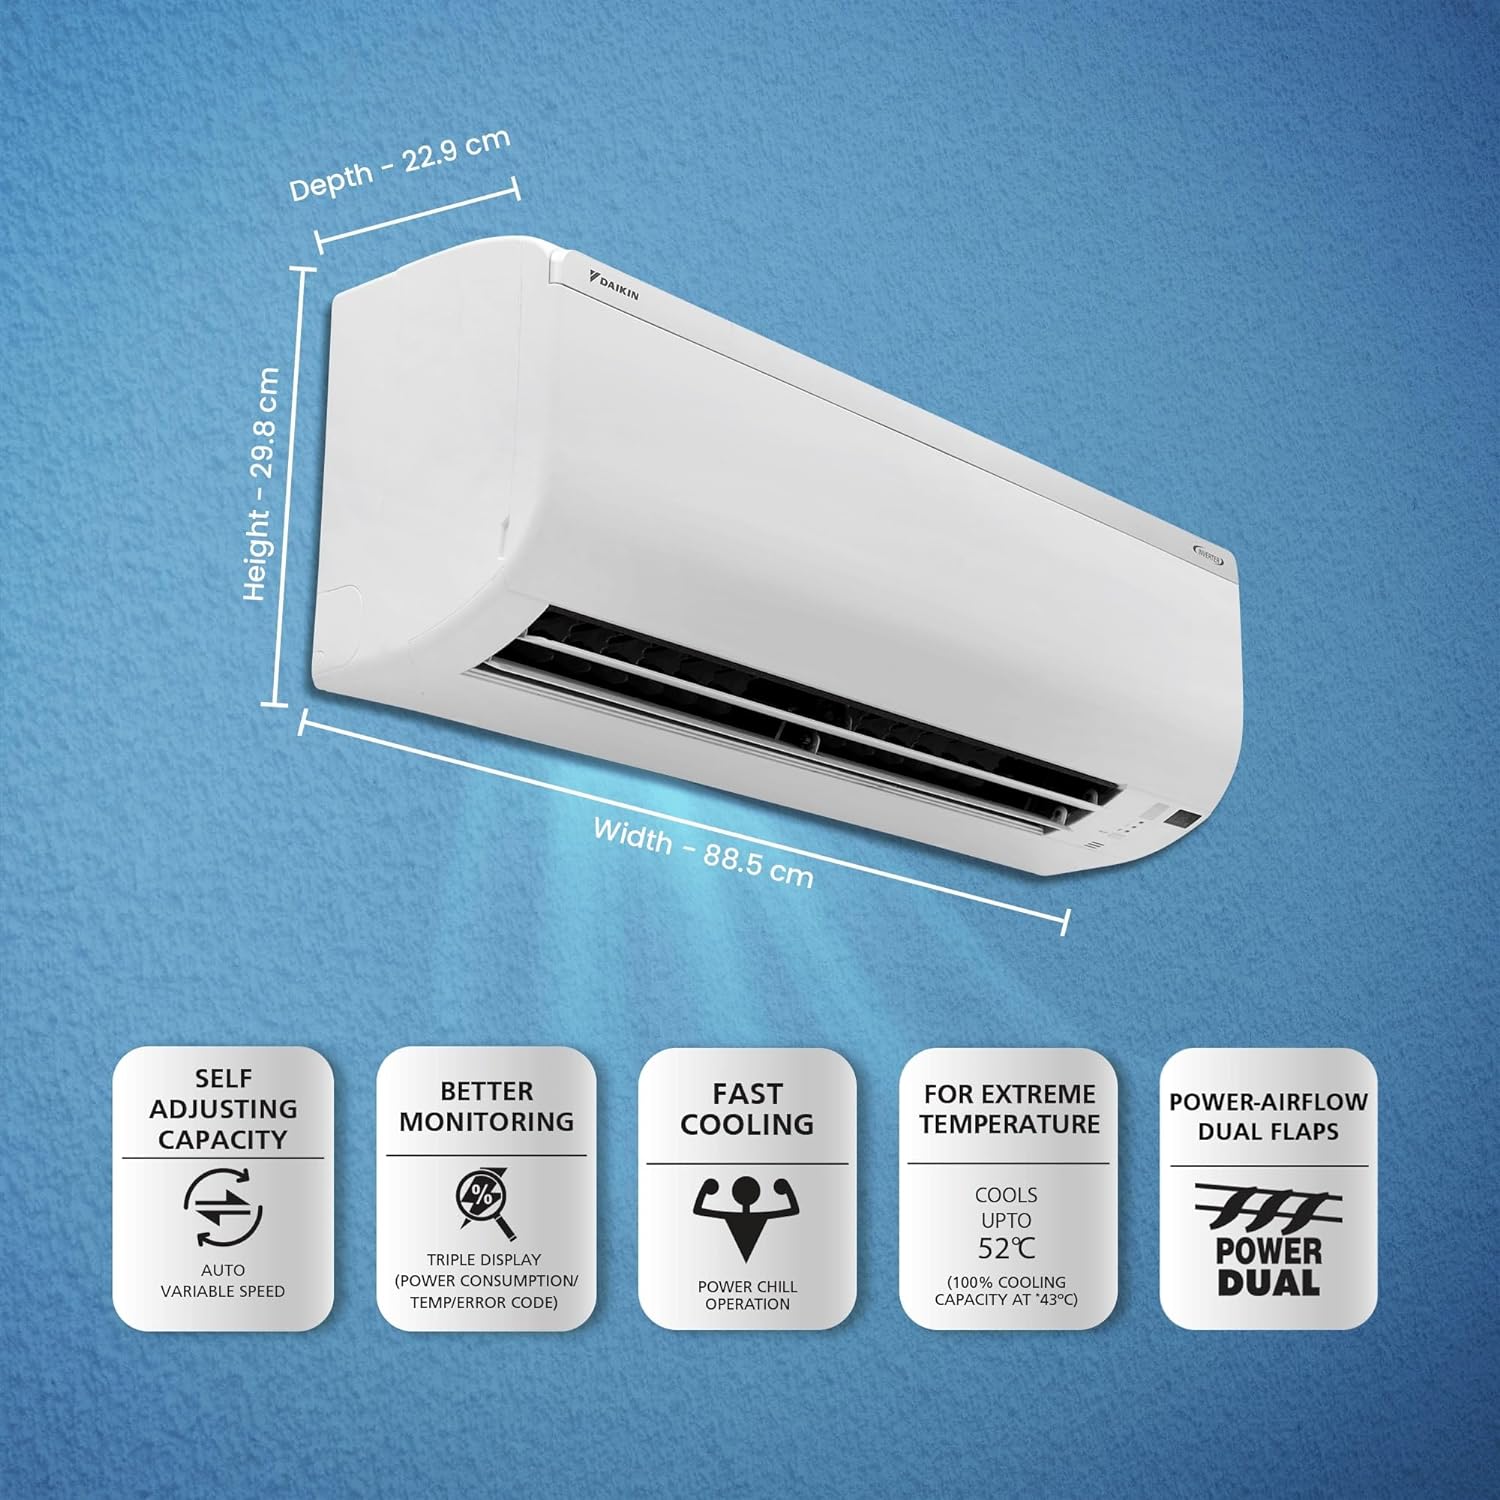 Depth - 22.9 cm
DAIKIN
Height - 29.8 cm
INVERTER
Width - 88.5 cm
SELF
ADJUSTING
CAPACITY
AUTO
VARIABLE SPEED
BETTER
MONITORING
%
TRIPLE DISPLAY
(POWER CONSUMPTION/
TEMP/ERROR CODE)
FAST
COOLING
POWER CHILL
OPERATION
FOR EXTREME
TEMPERATURE
COOLS
UPTO
52°C
(100% COOLING
CAPACITY AT *43°C)
POWER-AIRFLOW
DUAL FLAPS
POWER
DUAL